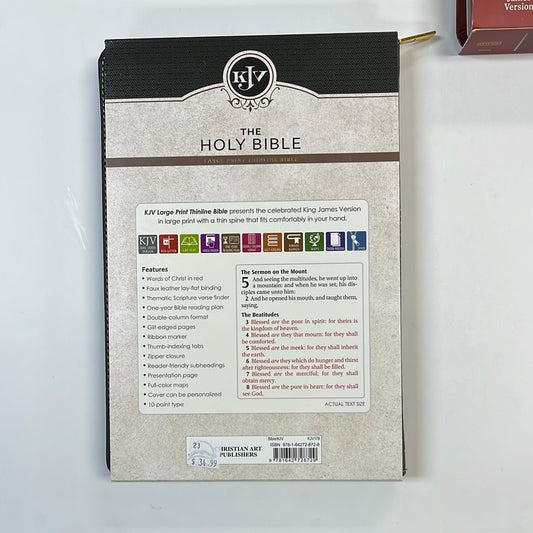 Version
KJV
THE
HOLY BIBLE
LARGE PRINT THINLINE BIBLE
KJV Large Print Thinline Bible presents the celebrated King James Version
in large print with a thin spine that fits comfortably in your hand.
KJV
Features
• Words of Christ in red
• Faux leather lay-flat binding
• Thematic Scripture verse finder
• One-year Bible reading plan
• Double-column format
• Gilt-edged pages
• Ribbon marker
• Thumb-indexing tabs
• Zipper closure
• Reader-friendly subheadings
• Presentation page
• Full-color maps
• Cover can be personalized
• 10-point type
The Sermon on the Mount
5 And seeing the multitudes, he went up into
a mountain: and when he was set, his dis-
ciples came unto him:
2 And he opened his mouth, and taught them,
saying,
The Beatitudes
3 Blessed are the poor in spirit: for theirs is
the kingdom of heaven.
4 Blessed are they that mourn: for they shall
be comforted.
5 Blessed are the meek: for they shall inherit
the earth.
6 Blessed are they which do hunger and thirst
after righteousness: for they shall be filled.
7 Blessed are the merciful: for they shall
obtain mercy.
8 Blessed are the pure in heart: for they shall
see God.
ACTUAL TEXT SIZE
23
$ 34.99
CHRISTIAN ART
PUBLISHERS
Bible/KJV KJV178
ISBN 978-1-64272-872-9
9 781642 728729